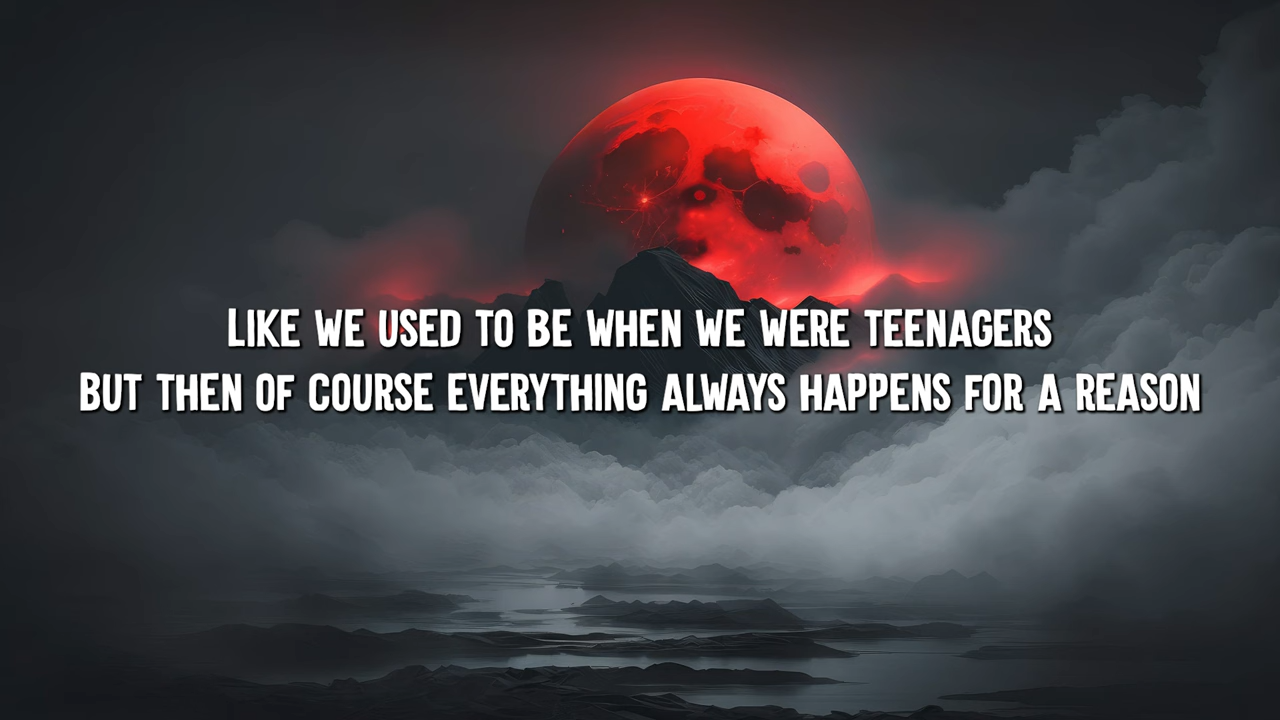 LIKE WE USED TO BE WHEN WE WERE TEENAGERS
BUT THEN OF COURSE EVERYTHING ALWAYS HAPPENS FOR A REASON